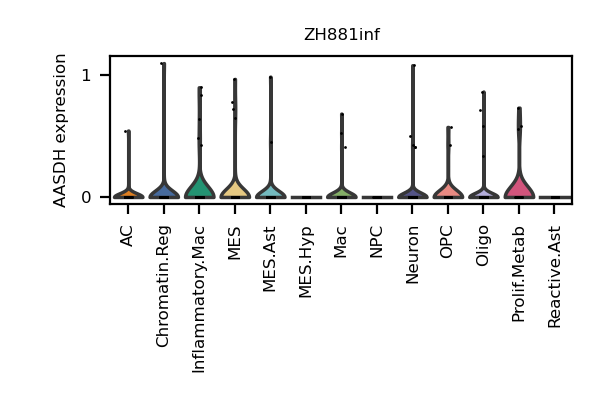 ZH881inf
AASDH expression
1
0
AC
Chromatin.Reg
Inflammatory.Mac
MES
MES.Ast
MES.Hyp
Mac
NPC
Neuron
OPC
Oligo
Prolif.Metab
Reactive.Ast